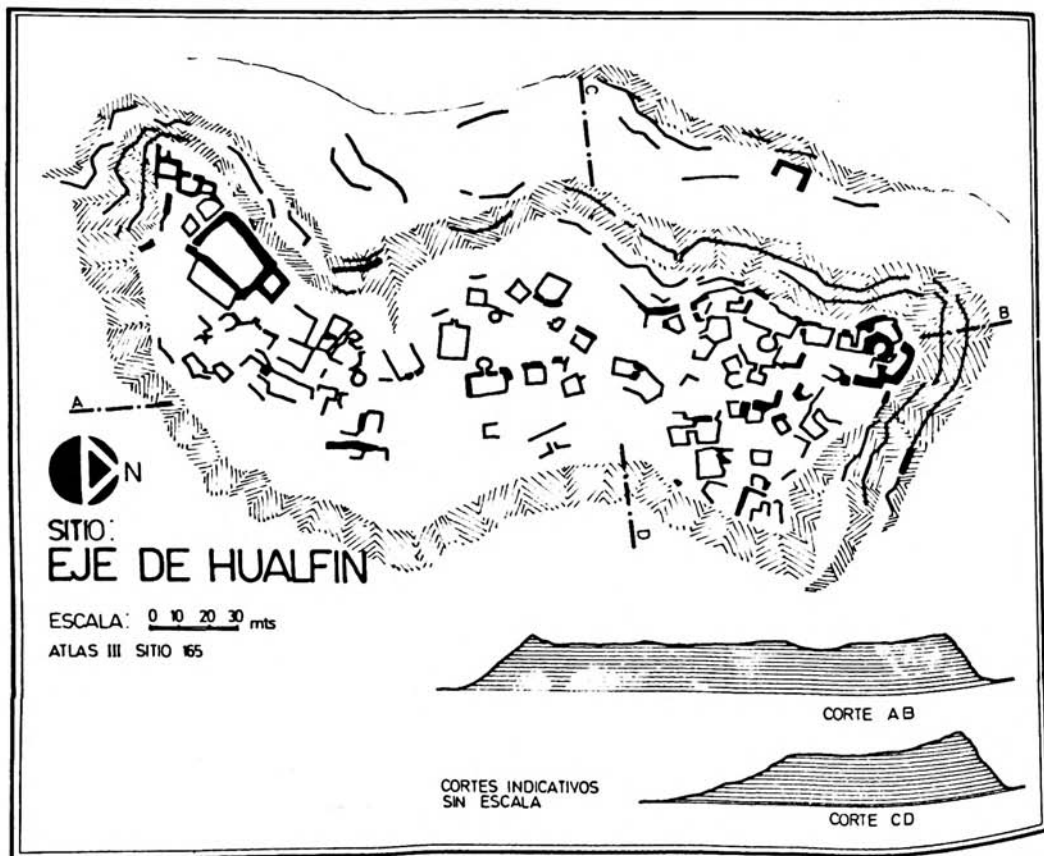 C
B
A
N
D
SITIO:
EJE DE HUALFIN
ESCALA: 0 10 20 30 mts
ATLAS III SITIO 165
CORTE AB
CORTES INDICATIVOS
SIN ESCALA
CORTE CD